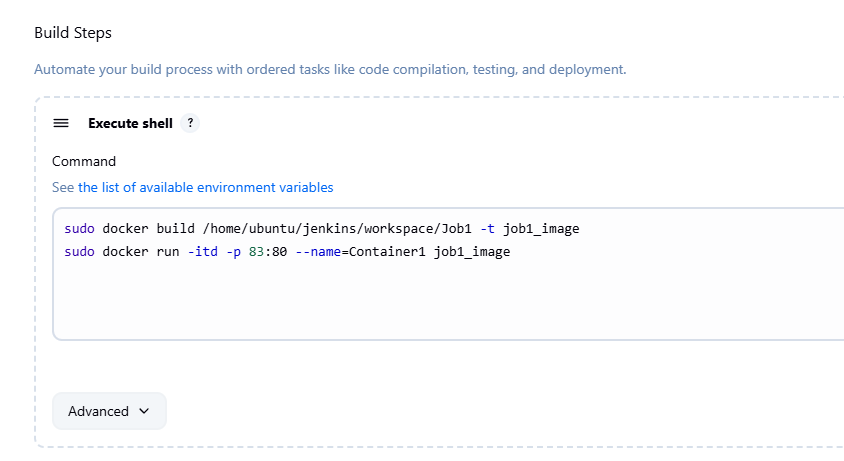 Build Steps
Automate your build process with ordered tasks like code compilation, testing, and deployment.
Execute shell ?
Command
See the list of available environment variables
sudo docker build /home/ubuntu/jenkins/workspace/Job1 -t job1_image
sudo docker run -itd -p 83:80 --name=Container1 job1_image
Advanced